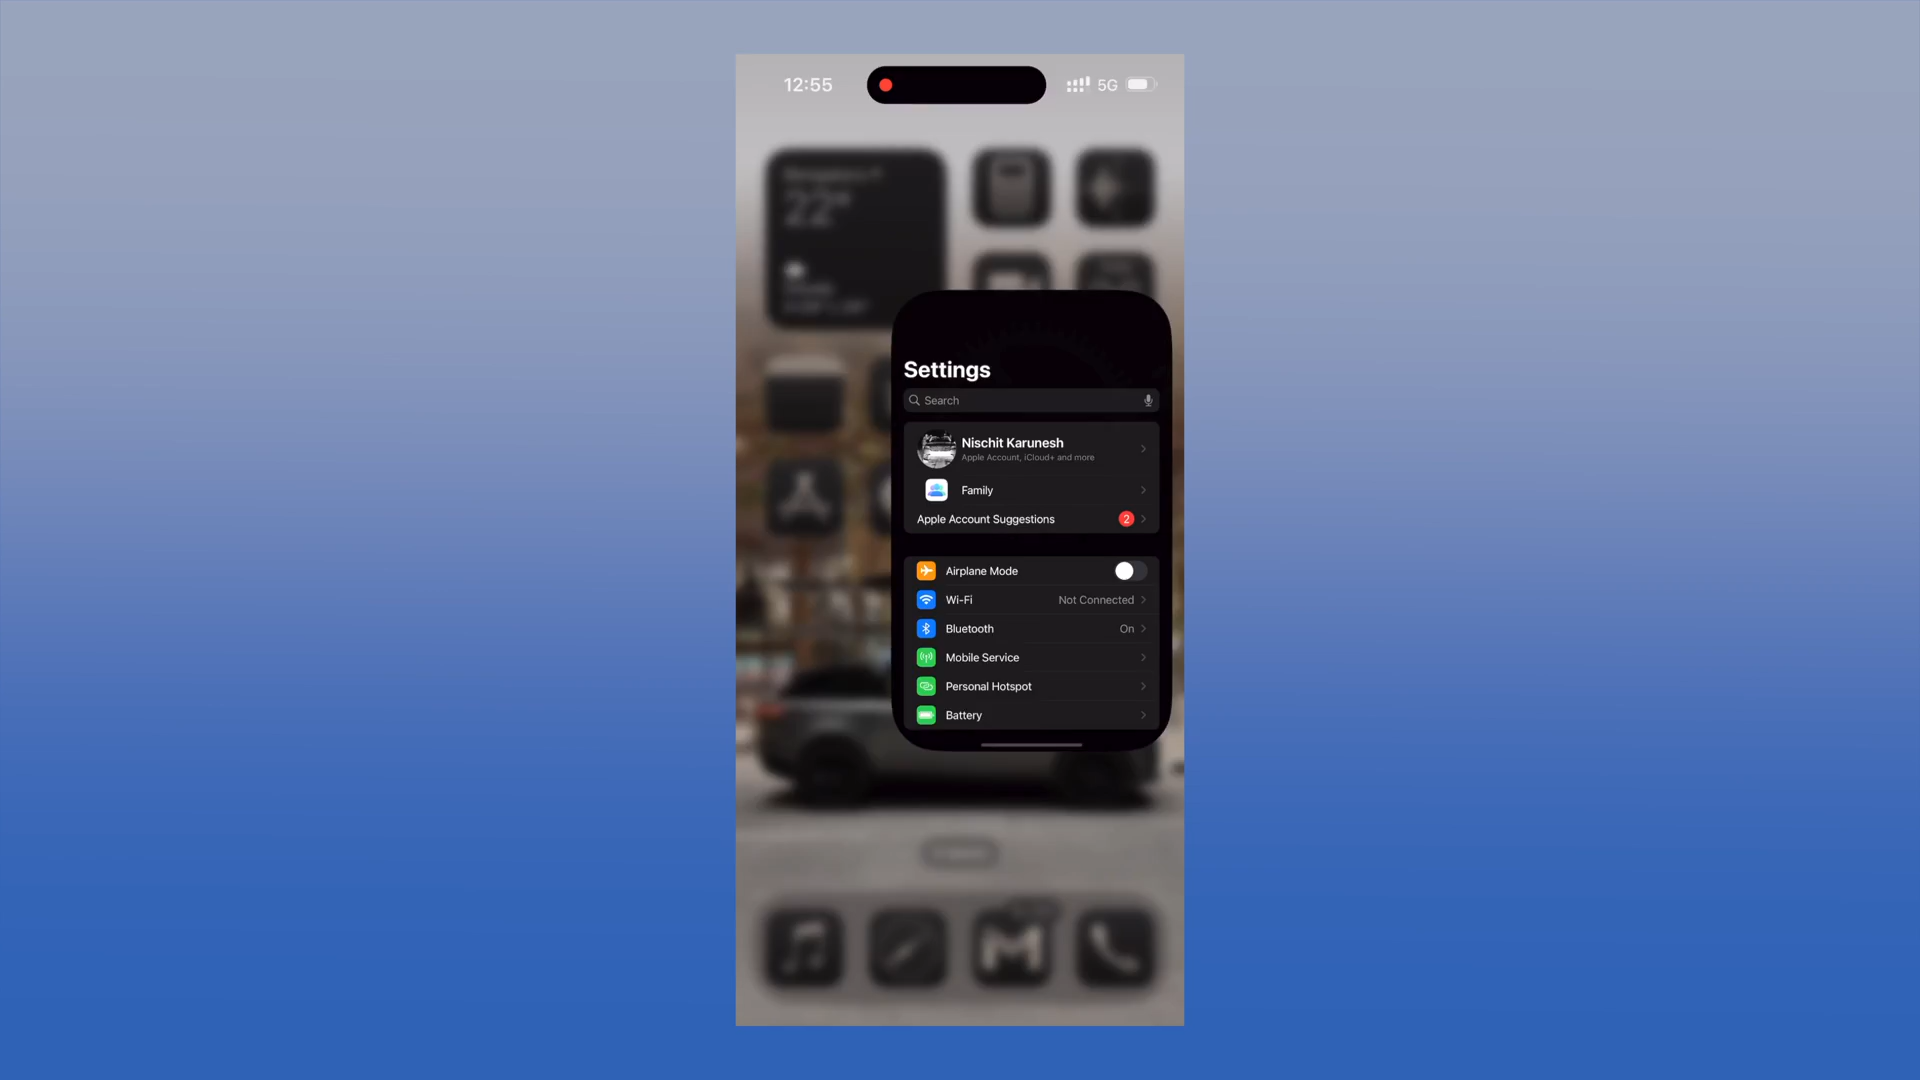 12:55
5G
Settings
Search
Nischit Karunesh
Apple Account, iCloud+ and more
Family
Apple Account Suggestions 2
Airplane Mode
Wi-Fi Not Connected
Bluetooth On
Mobile Service
Personal Hotspot
Battery